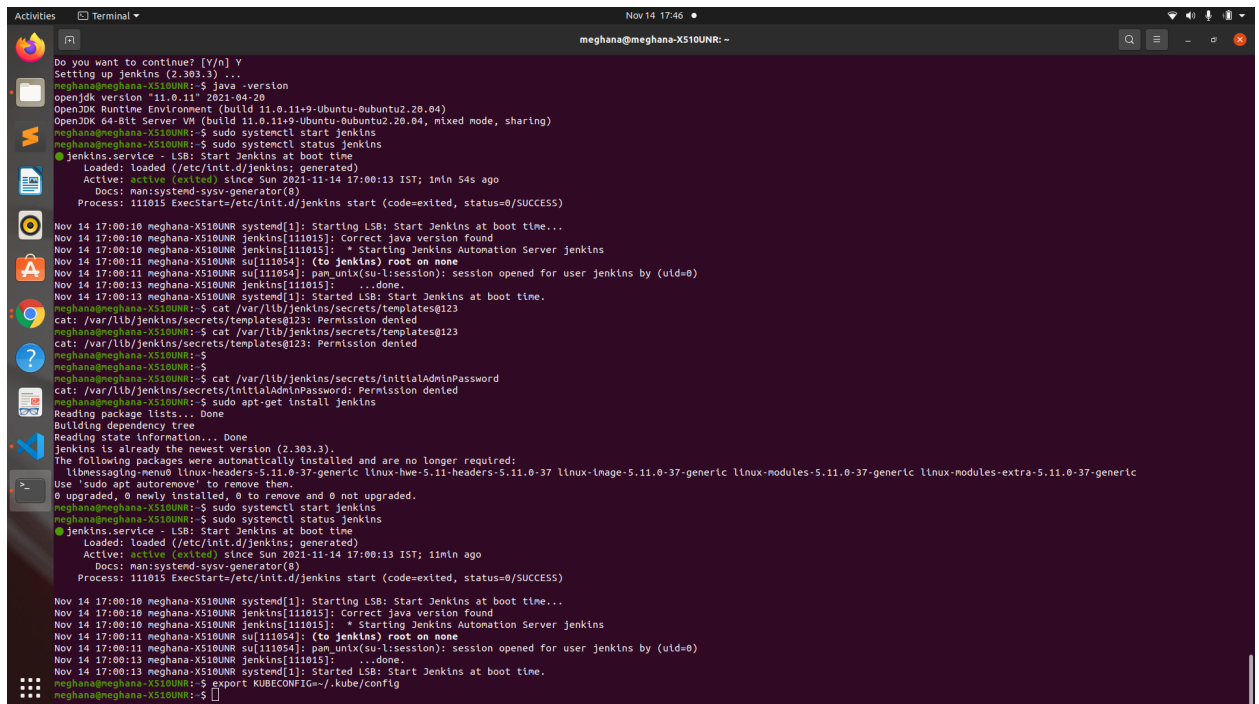 Activities Terminal Nov 14 17:46
meghana@meghana-X510UNR: ~
Do you want to continue? [Y/n] Y
Setting up jenkins (2.303.3) ...
meghana@meghana-X510UNR:~$ java -version
openjdk version "11.0.11" 2021-04-20
OpenJDK Runtime Environment (build 11.0.11+9-Ubuntu-0ubuntu2.20.04)
OpenJDK 64-Bit Server VM (build 11.0.11+9-Ubuntu-0ubuntu2.20.04, mixed mode, sharing)
meghana@meghana-X510UNR:~$ sudo systemctl start jenkins
meghana@meghana-X510UNR:~$ sudo systemctl status jenkins
● jenkins.service - LSB: Start Jenkins at boot time
Loaded: loaded (/etc/init.d/jenkins; generated)
Active: active (exited) since Sun 2021-11-14 17:00:13 IST; 1min 54s ago
Docs: man:systemd-sysv-generator(8)
Process: 111015 ExecStart=/etc/init.d/jenkins start (code=exited, status=0/SUCCESS)
Nov 14 17:00:10 meghana-X510UNR systemd[1]: Starting LSB: Start Jenkins at boot time...
Nov 14 17:00:10 meghana-X510UNR jenkins[111015]: Correct java version found
Nov 14 17:00:10 meghana-X510UNR jenkins[111015]: * Starting Jenkins Automation Server jenkins
Nov 14 17:00:11 meghana-X510UNR su[111054]: (to jenkins) root on none
Nov 14 17:00:11 meghana-X510UNR su[111054]: pam_unix(su-l:session): session opened for user jenkins by (uid=0)
Nov 14 17:00:13 meghana-X510UNR jenkins[111015]: ...done.
Nov 14 17:00:13 meghana-X510UNR systemd[1]: Started LSB: Start Jenkins at boot time.
meghana@meghana-X510UNR:~$ cat /var/lib/jenkins/secrets/templates@123
cat: /var/lib/jenkins/secrets/templates@123: Permission denied
meghana@meghana-X510UNR:~$ cat /var/lib/jenkins/secrets/templates@123
cat: /var/lib/jenkins/secrets/templates@123: Permission denied
meghana@meghana-X510UNR:~$
meghana@meghana-X510UNR:~$
meghana@meghana-X510UNR:~$ cat /var/lib/jenkins/secrets/initialAdminPassword
cat: /var/lib/jenkins/secrets/initialAdminPassword: Permission denied
meghana@meghana-X510UNR:~$ sudo apt-get install jenkins
Reading package lists... Done
Building dependency tree
Reading state information... Done
jenkins is already the newest version (2.303.3).
The following packages were automatically installed and are no longer required:
libmessaging-menu0 linux-headers-5.11.0-37-generic linux-hwe-5.11-headers-5.11.0-37 linux-image-5.11.0-37-generic linux-modules-5.11.0-37-generic linux-modules-extra-5.11.0-37-generic
Use 'sudo apt autoremove' to remove them.
0 upgraded, 0 newly installed, 0 to remove and 0 not upgraded.
meghana@meghana-X510UNR:~$ sudo systemctl start jenkins
meghana@meghana-X510UNR:~$ sudo systemctl status jenkins
● jenkins.service - LSB: Start Jenkins at boot time
Loaded: loaded (/etc/init.d/jenkins; generated)
Active: active (exited) since Sun 2021-11-14 17:00:13 IST; 11min ago
Docs: man:systemd-sysv-generator(8)
Process: 111015 ExecStart=/etc/init.d/jenkins start (code=exited, status=0/SUCCESS)
Nov 14 17:00:10 meghana-X510UNR systemd[1]: Starting LSB: Start Jenkins at boot time...
Nov 14 17:00:10 meghana-X510UNR jenkins[111015]: Correct java version found
Nov 14 17:00:10 meghana-X510UNR jenkins[111015]: * Starting Jenkins Automation Server jenkins
Nov 14 17:00:11 meghana-X510UNR su[111054]: (to jenkins) root on none
Nov 14 17:00:11 meghana-X510UNR su[111054]: pam_unix(su-l:session): session opened for user jenkins by (uid=0)
Nov 14 17:00:13 meghana-X510UNR jenkins[111015]: ...done.
Nov 14 17:00:13 meghana-X510UNR systemd[1]: Started LSB: Start Jenkins at boot time.
meghana@meghana-X510UNR:~$ export KUBECONFIG=~/.kube/config
meghana@meghana-X510UNR:~$